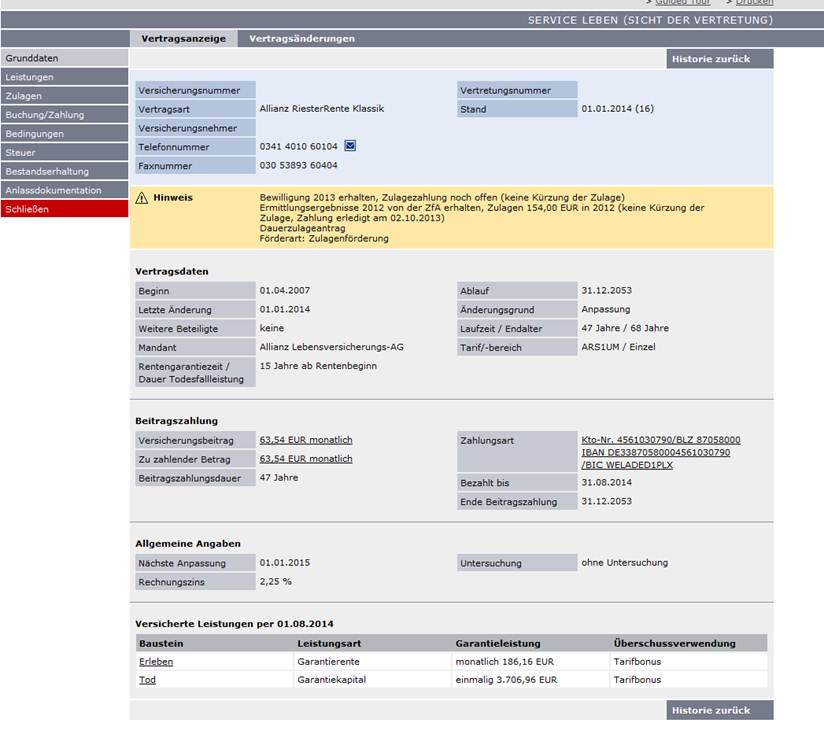 > Guided Tour > Drucken
SERVICE LEBEN (SICHT DER VERTRETUNG)
Vertragsanzeige Vertragsänderungen
Grunddaten
Leistungen
Zulagen
Buchung/Zahlung
Bedingungen
Steuer
Bestandserhaltung
Anlassdokumentation
Schließen
Historie zurück
Versicherungsnummer Vertretungsnummer
Vertragsart Allianz RiesterRente Klassik Stand 01.01.2014 (16)
Versicherungsnehmer
Telefonnummer 0341 4010 60104
Faxnummer 030 53893 60404
Hinweis Bewilligung 2013 erhalten, Zulagezahlung noch offen (keine Kürzung der Zulage)
Ermittlungsergebnisse 2012 von der ZfA erhalten, Zulagen 154,00 EUR in 2012 (keine Kürzung der
Zulage, Zahlung erledigt am 02.10.2013)
Dauerzulageantrag
Förderart: Zulagenförderung
Vertragsdaten
Beginn 01.04.2007 Ablauf 31.12.2053
Letzte Änderung 01.01.2014 Änderungsgrund Anpassung
Weitere Beteiligte keine Laufzeit / Endalter 47 Jahre / 68 Jahre
Mandant Allianz Lebensversicherungs-AG Tarif/-bereich ARS1UM / Einzel
Rentengarantiezeit / 15 Jahre ab Rentenbeginn
Dauer Todesfallleistung
Beitragszahlung
Versicherungsbeitrag 63,54 EUR monatlich Zahlungsart Kto-Nr. 4561030790/BLZ 87058000
IBAN DE33870580004561030790
Zu zahlender Betrag 63,54 EUR monatlich /BIC WELADED1PLX
Beitragszahlungsdauer 47 Jahre Bezahlt bis 31.08.2014
Ende Beitragszahlung 31.12.2053
Allgemeine Angaben
Nächste Anpassung 01.01.2015 Untersuchung ohne Untersuchung
Rechnungszins 2,25 %
Versicherte Leistungen per 01.08.2014
Baustein Leistungsart Garantieleistung Überschussverwendung
Erleben Garantierente monatlich 186,16 EUR Tarifbonus
Tod Garantiekapital einmalig 3.706,96 EUR Tarifbonus
Historie zurück